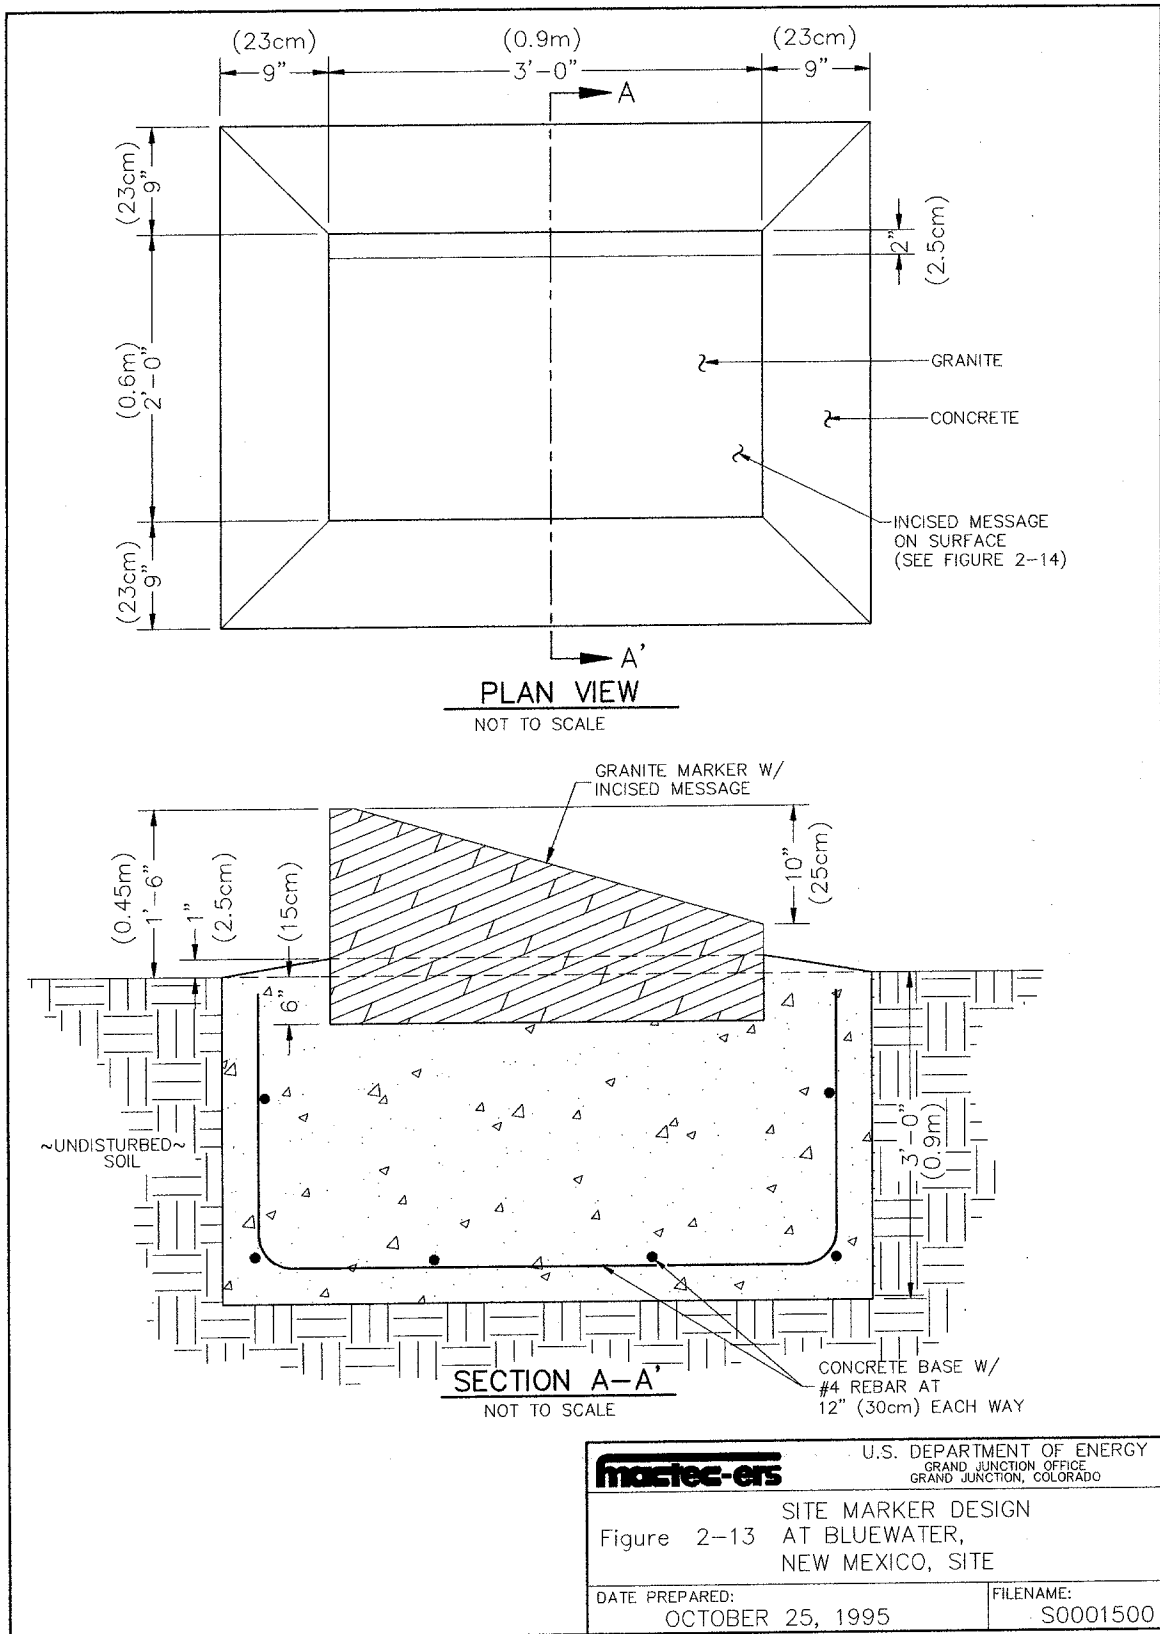 (23cm) (0.9m) (23cm)
9" 3'-0" 9"
A
(23cm)
9"
2"
(2.5cm)
(0.6m)
2'-0"
GRANITE
CONCRETE
INCISED MESSAGE
ON SURFACE
(SEE FIGURE 2-14)
(23cm)
9"
A'
PLAN VIEW
NOT TO SCALE
GRANITE MARKER W/
INCISED MESSAGE
(0.45m)
1'-6"
1"
(2.5cm)
(15cm)
6"
10"
(25cm)
~UNDISTURBED~
SOIL
3'-0"
(0.9m)
SECTION A-A'
NOT TO SCALE
CONCRETE BASE W/
#4 REBAR AT
12" (30cm) EACH WAY
mactec-ers
U.S. DEPARTMENT OF ENERGY
GRAND JUNCTION OFFICE
GRAND JUNCTION, COLORADO
Figure 2-13
SITE MARKER DESIGN
AT BLUEWATER,
NEW MEXICO, SITE
DATE PREPARED:
OCTOBER 25, 1995
FILENAME:
S0001500